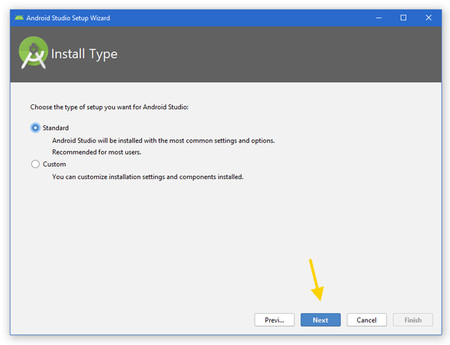 Android Studio Setup Wizard
Install Type
Choose the type of setup you want for Android Studio:
Standard
Android Studio will be installed with the most common settings and options.
Recommended for most users.
Custom
You can customize installation settings and components installed.
Previ... Next Cancel Finish